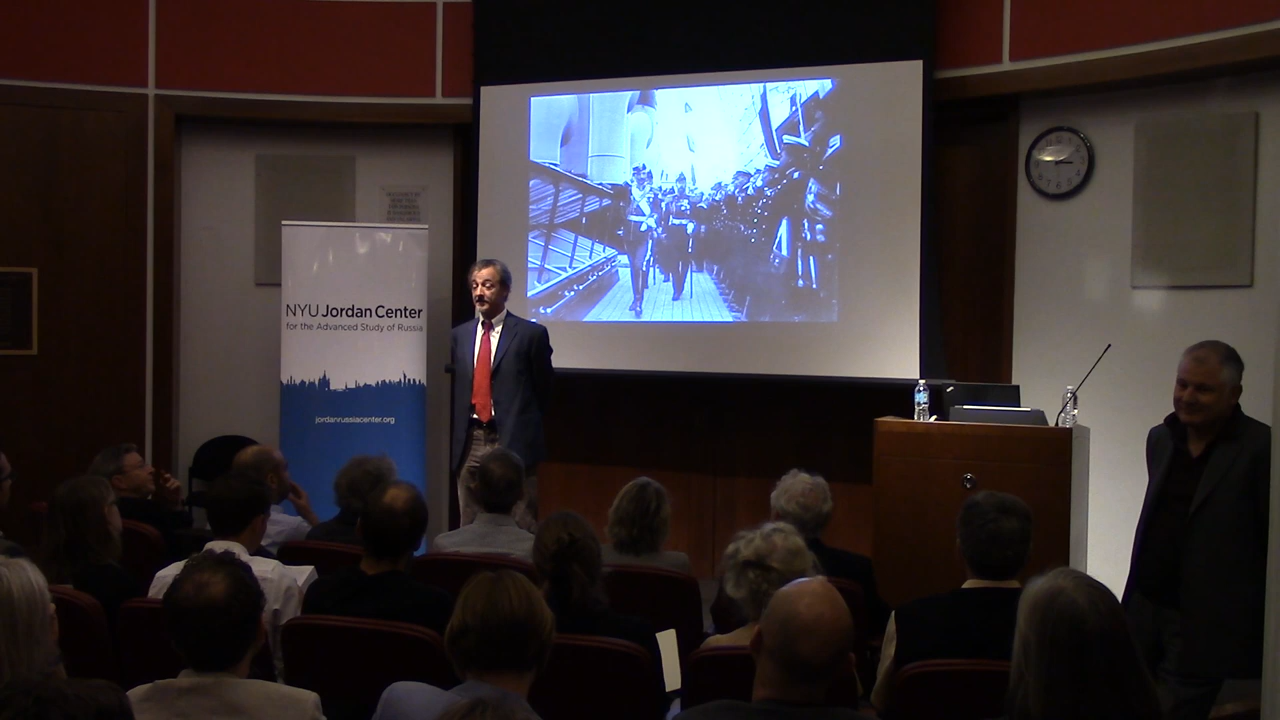 NYU Jordan Center
for the Advanced Study of Russia
jordanrussiacenter.org